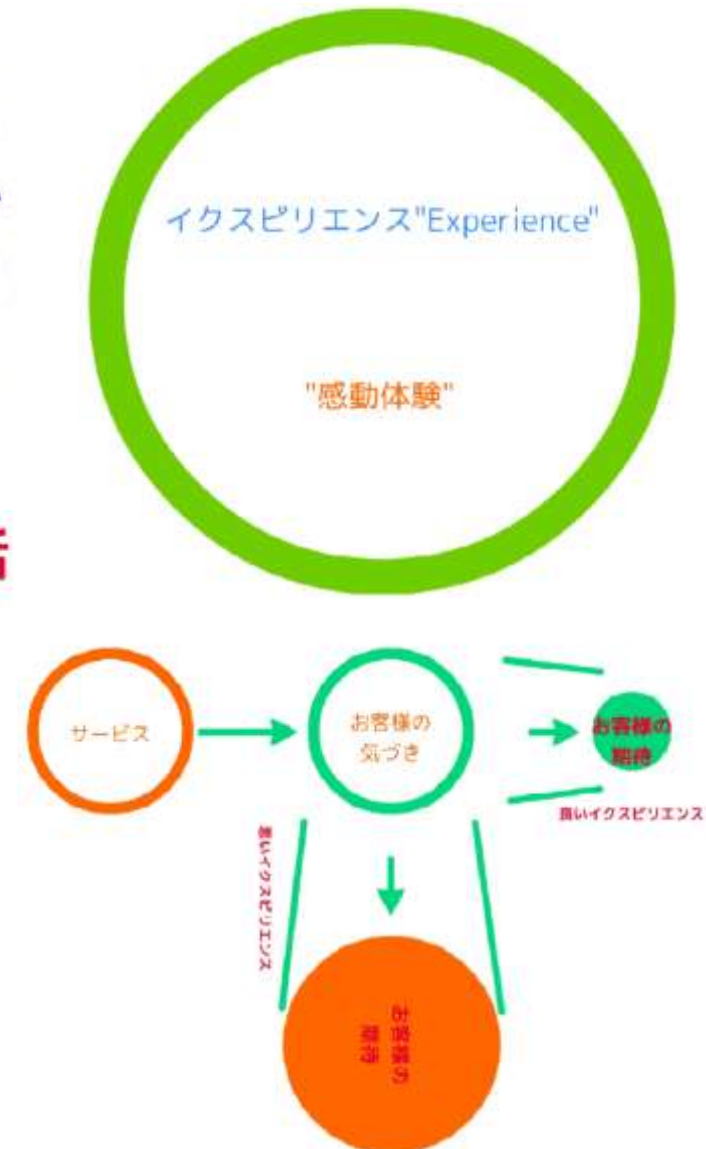 イクスピリエンス"Experience"
"感動体験"
サービス
お客様の
気づき
お客様の
期待
良いイクスピリエンス
悪いイクスピリエンス
お客様の
期待